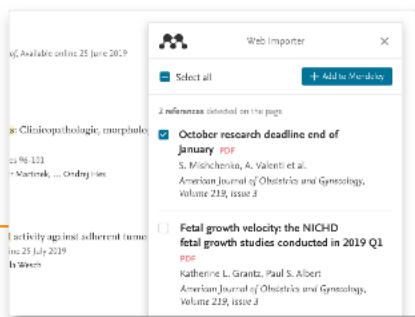 of, Available online 25 June 2019
s: Clinicopathologic, morpholo
es 96-101
r Martinek, ... Ondrej Hes
activity against adherent tumo
ine 25 July 2019
la Wesch
Web Importer
Select all
+ Add to Mendeley
2 references detected on the page
October research deadline end of
January PDF
S. Mishchenko, A. Valenti et al.
American Journal of Obstetrics and Gynecology,
Volume 219, Issue 3
Fetal growth velocity: the NICHD
fetal growth studies conducted in 2019 Q1
PDF
Katherine L. Grantz, Paul S. Albert
American Journal of Obstetrics and Gynecology,
Volume 219, Issue 3